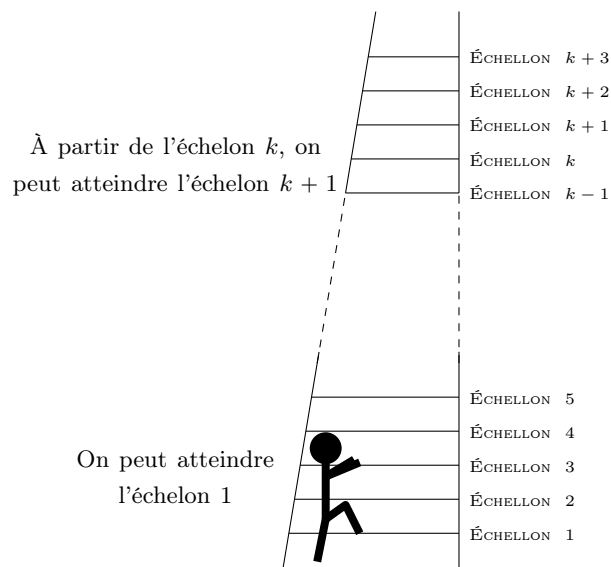 ÉCHELLON k + 3
ÉCHELLON k + 2
ÉCHELLON k + 1
ÉCHELLON k
ÉCHELLON k − 1
À partir de l'échelon k, on
peut atteindre l'échelon k + 1
ÉCHELLON 5
ÉCHELLON 4
ÉCHELLON 3
ÉCHELLON 2
ÉCHELLON 1
On peut atteindre
l'échelon 1